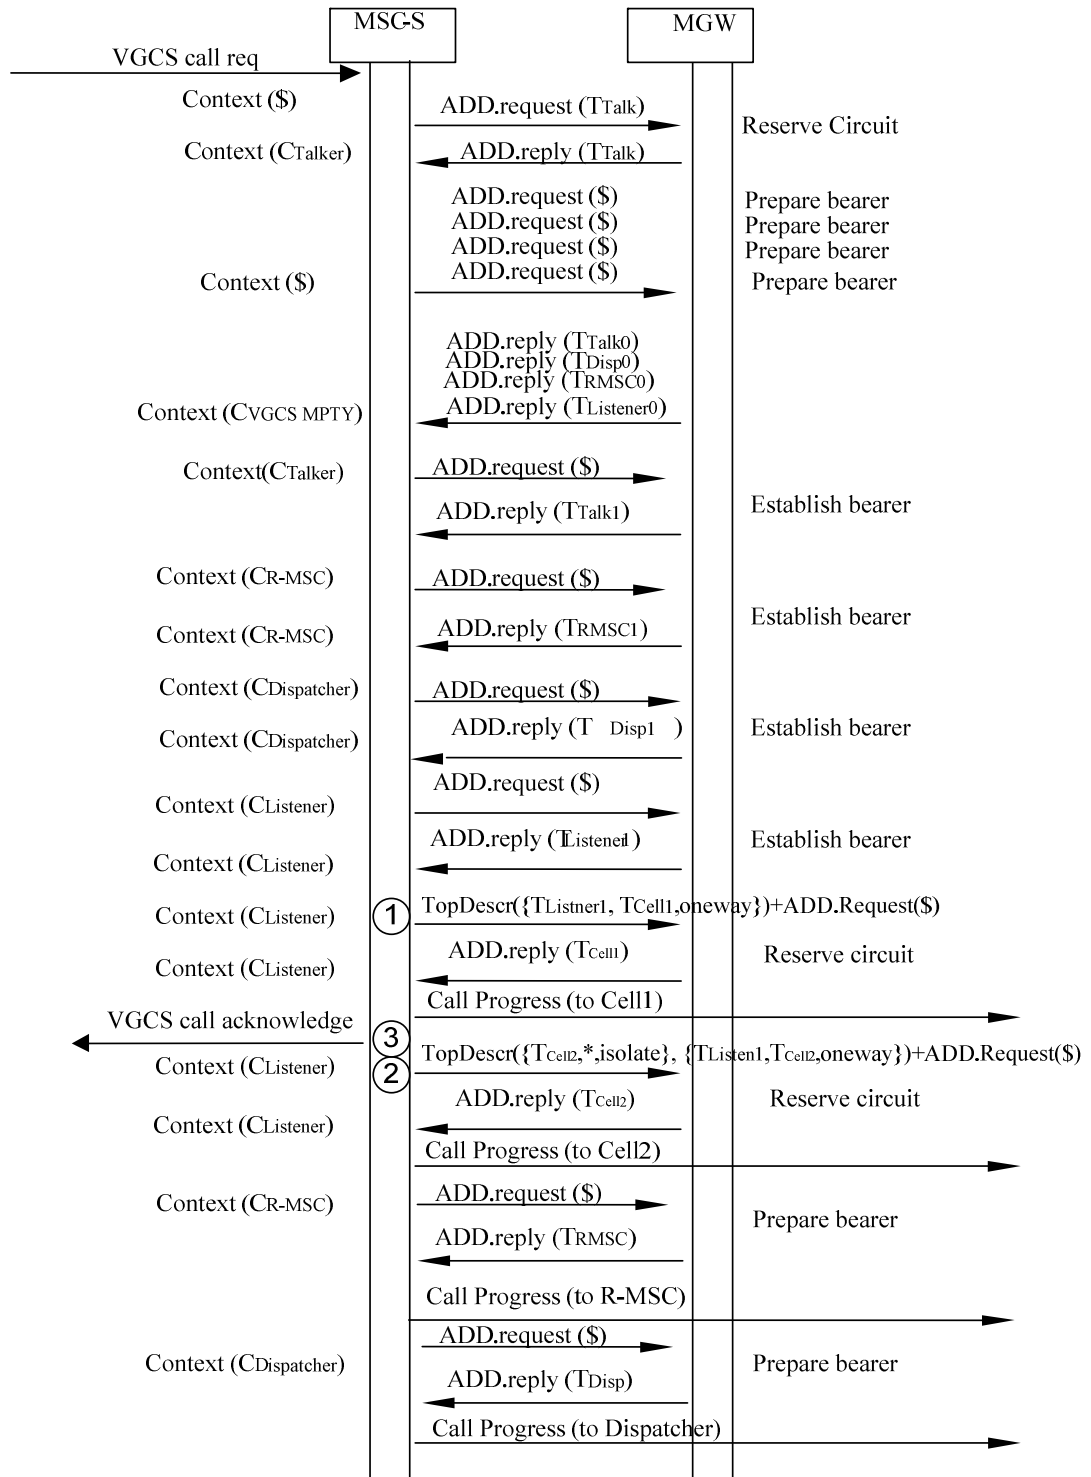 MSC-S
MGW
VGCS call req
Context ($)
ADD.request (TTalk)
Reserve Circuit
Context (CTalker)
ADD.reply (TTalk)
ADD.request ($)
Prepare bearer
ADD.request ($)
Prepare bearer
ADD.request ($)
Prepare bearer
ADD.request ($)
Context ($)
Prepare bearer
ADD.reply (TTalk0)
ADD.reply (TDisp0)
ADD.reply (TRMSC0)
ADD.reply (TListener0)
Context (CVGCS MPTY)
Context(CTalker)
ADD.request ($)
ADD.reply (TTalk1)
Establish bearer
Context (CR-MSC)
ADD.request ($)
Establish bearer
Context (CR-MSC)
ADD.reply (TRMSC1)
Context (CDispatcher)
ADD.request ($)
Context (CDispatcher)
ADD.reply (T Disp1 )
Establish bearer
ADD.request ($)
Context (CListener)
ADD.reply (TListener1)
Establish bearer
Context (CListener)
Context (CListener)
1
TopDescr({TListner1, TCell1,oneway})+ADD.Request($)
ADD.reply (TCell1)
Reserve circuit
Context (CListener)
Call Progress (to Cell1)
VGCS call acknowledge
3
TopDescr({TCell2,*,isolate}, {TListen1,TCell2,oneway})+ADD.Request($)
Context (CListener)
2
ADD.reply (TCell2)
Reserve circuit
Context (CListener)
Call Progress (to Cell2)
Context (CR-MSC)
ADD.request ($)
Prepare bearer
ADD.reply (TRMSC)
Call Progress (to R-MSC)
ADD.request ($)
Context (CDispatcher)
Prepare bearer
ADD.reply (TDisp)
Call Progress (to Dispatcher)